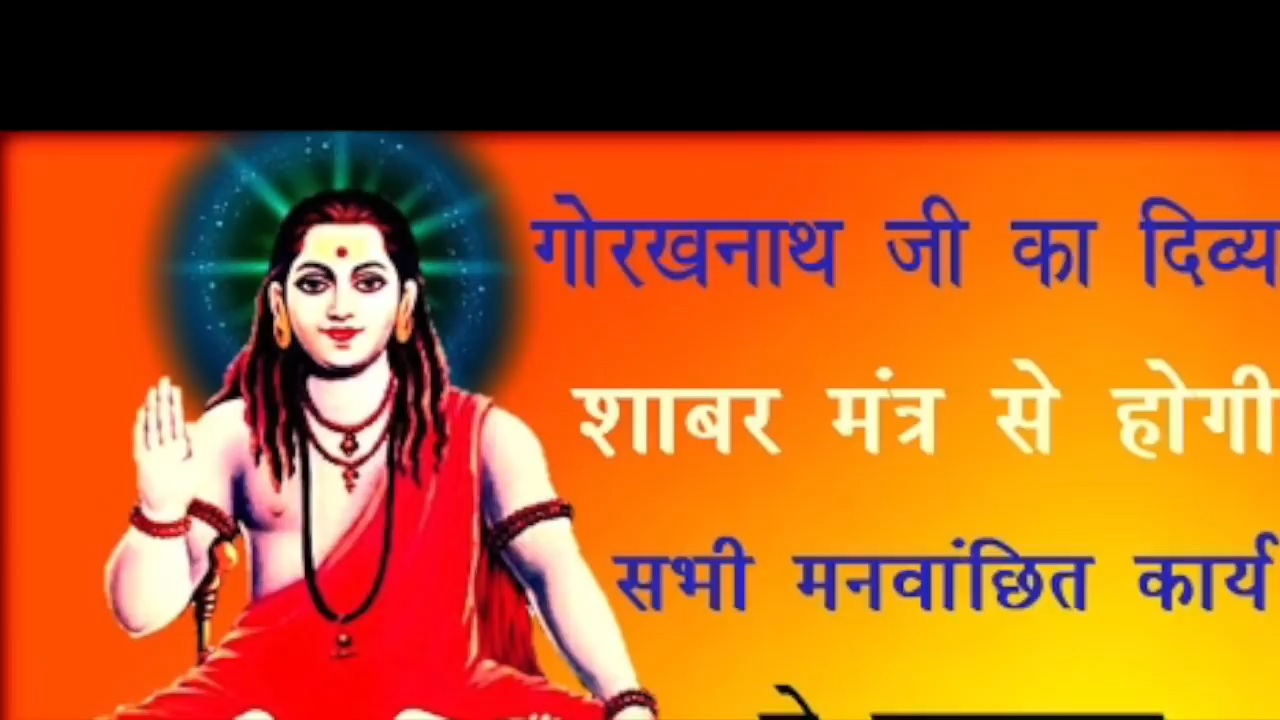 गोरखनाथ जी का दिव्य
शाबर मंत्र से होगी
सभी मनवांछित कार्य